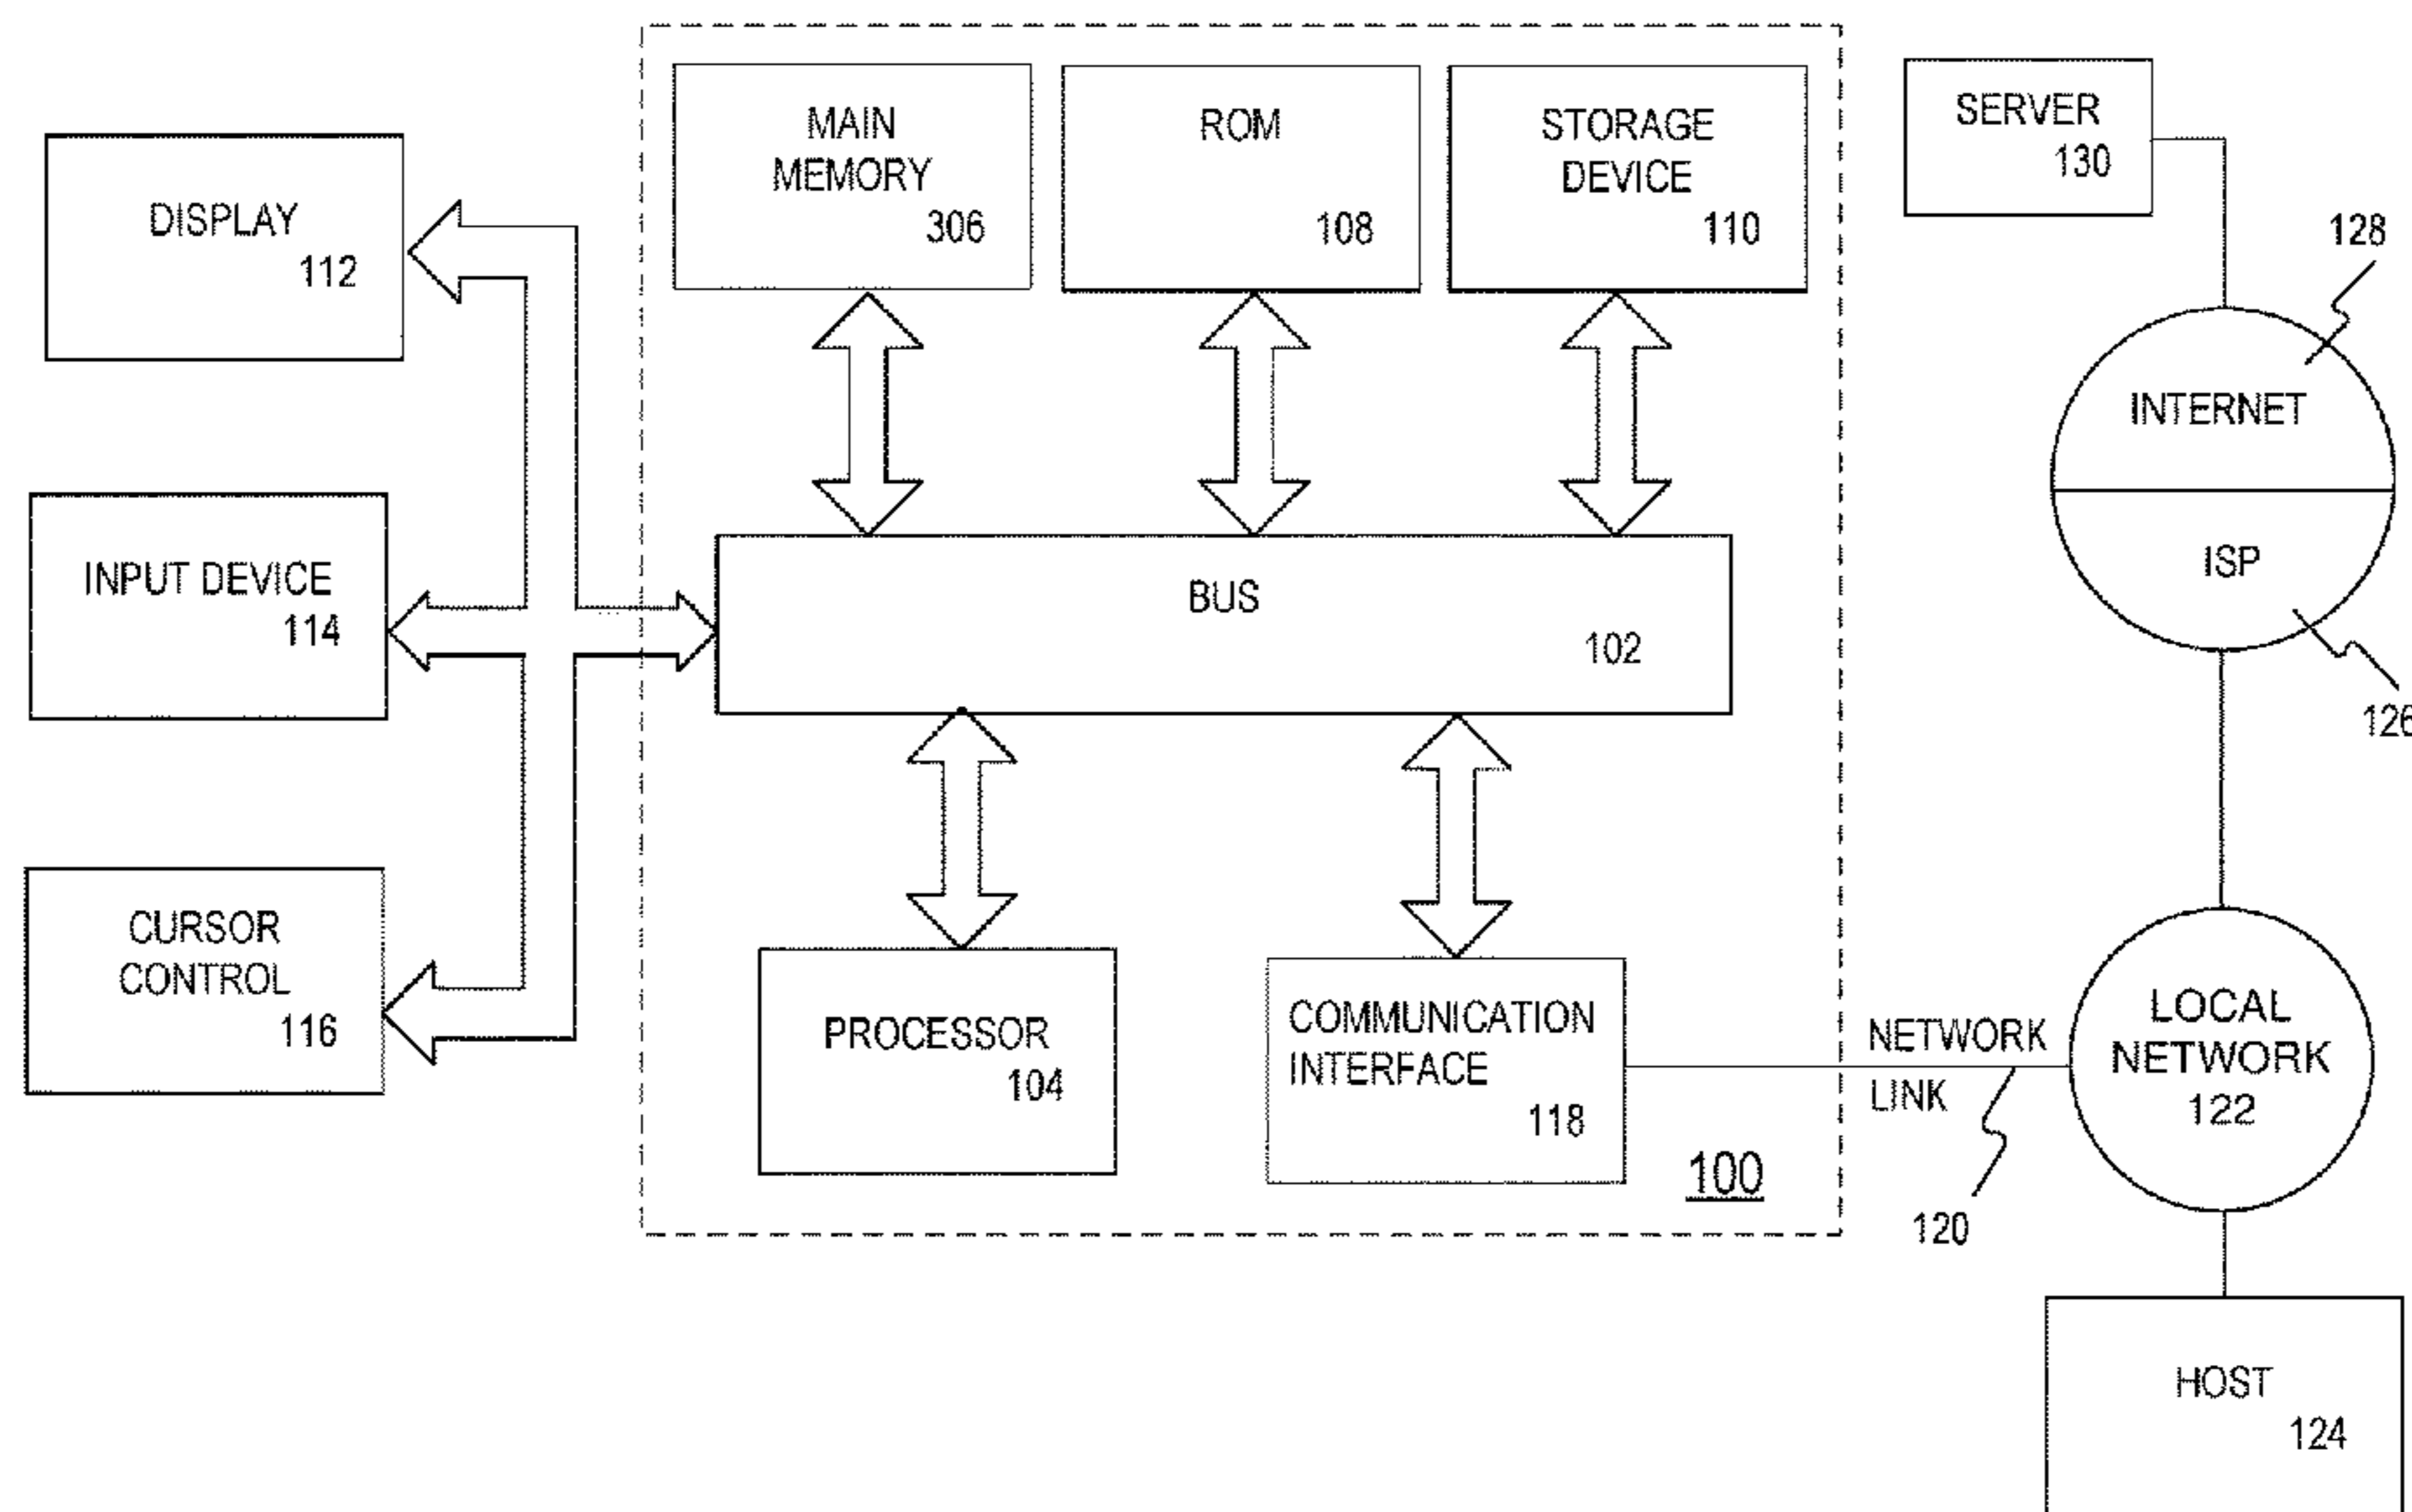 MAIN
MEMORY
306
ROM
108
STORAGE
DEVICE
110
SERVER
130
DISPLAY
112
128
INTERNET
ISP
126
INPUT DEVICE
114
BUS
102
CURSOR
CONTROL
116
PROCESSOR
104
COMMUNICATION
INTERFACE
118
100
NETWORK
LINK
120
LOCAL
NETWORK
122
HOST
124